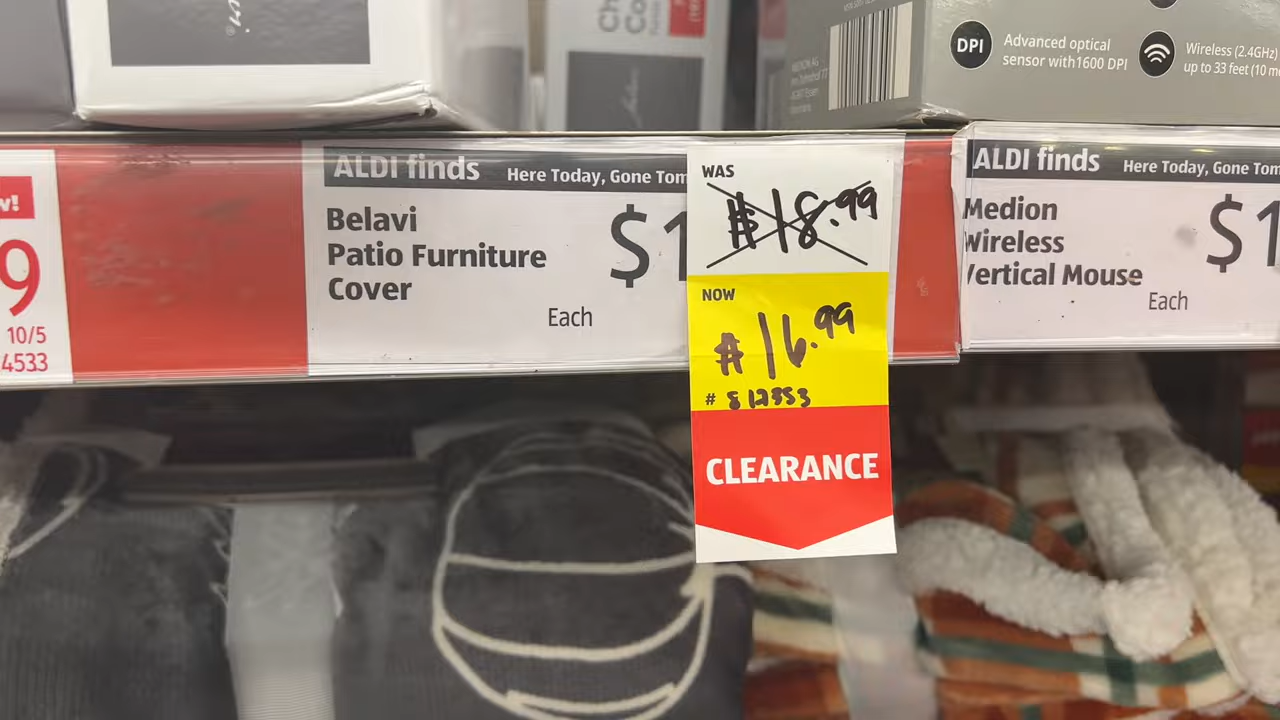 DPI
Advanced optical
sensor with1600 DPI
Wireless (2.4GHz)
up to 33 feet (10 m
w!
9
10/5
4533
ALDI finds Here Today, Gone Tom
Belavi
Patio Furniture
Cover
$1
Each
WAS
$18.99
NOW
$16.99
CLEARANCE
ALDI finds Here Today, Gone Tom
Medion
Wireless
Vertical Mouse
$1
Each